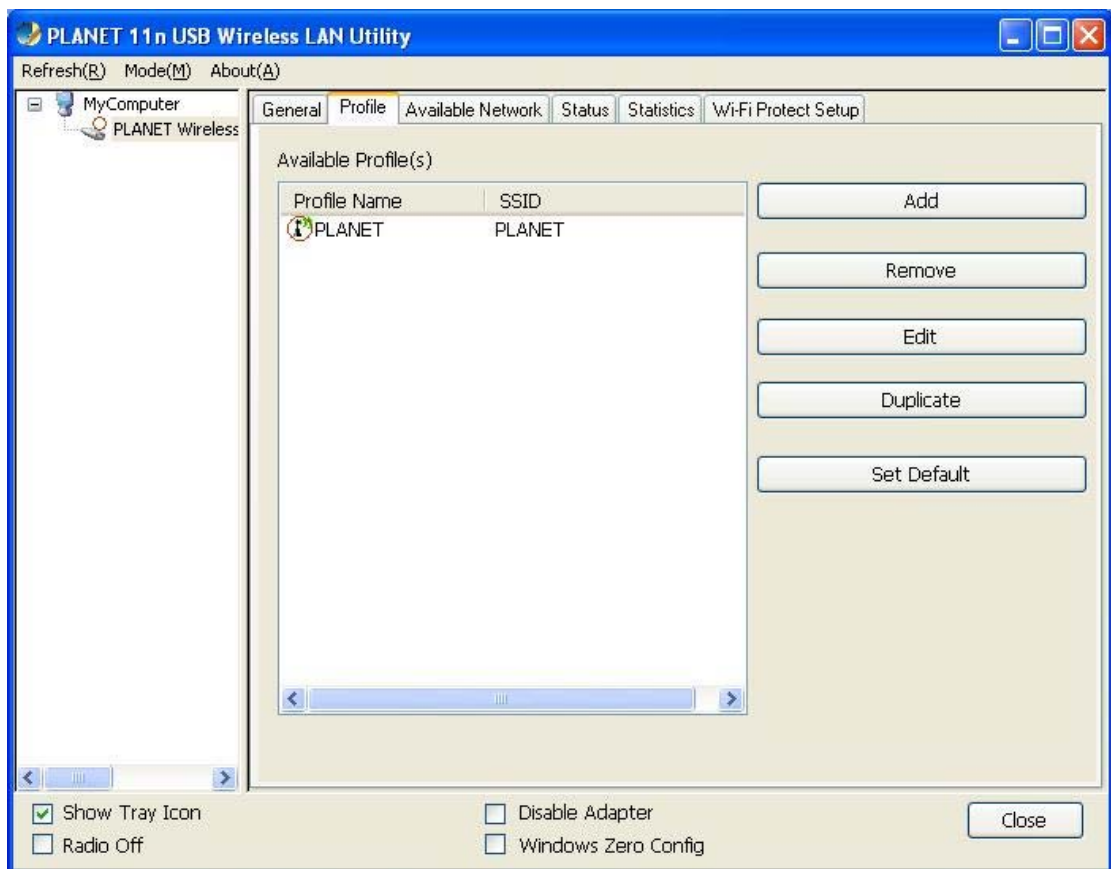 PLANET 11n USB Wireless LAN Utility
Refresh(R) Mode(M) About(A)
MyComputer
PLANET Wireless
General Profile Available Network Status Statistics Wi-Fi Protect Setup
Available Profile(s)
Profile Name SSID
PLANET PLANET
Add
Remove
Edit
Duplicate
Set Default
Show Tray Icon
Radio Off
Disable Adapter
Windows Zero Config
Close